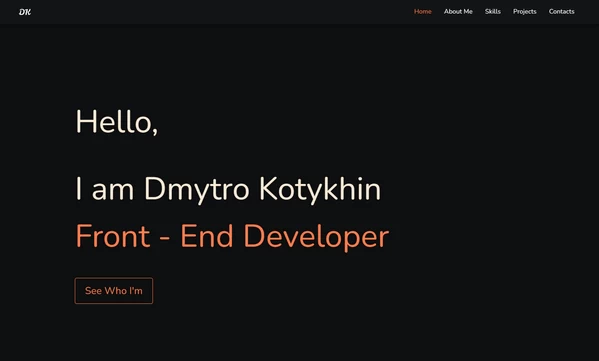 DK
Home About Me Skills Projects Contacts
Hello,
I am Dmytro Kotykhin
Front - End Developer
See Who I'm